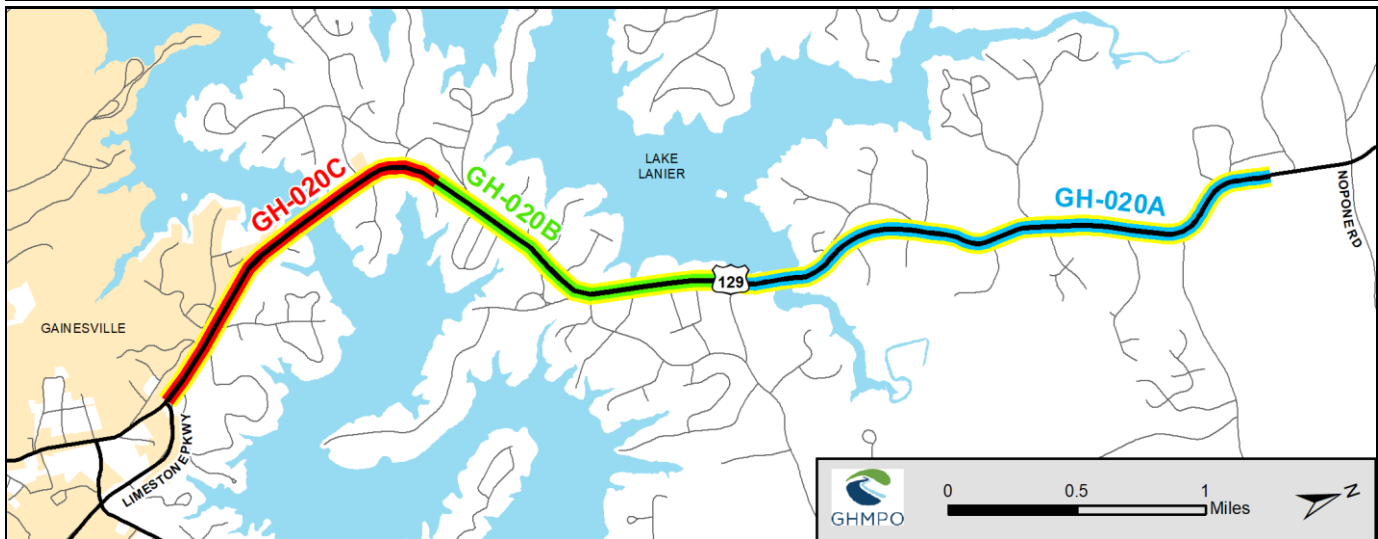 GH-020C
GH-020B
LAKE
LANIER
GH-020A
NOPONE RD
129
GAINESVILLE
LIMESTONE PKWY
GHMPO
0 0.5 1
Miles
N